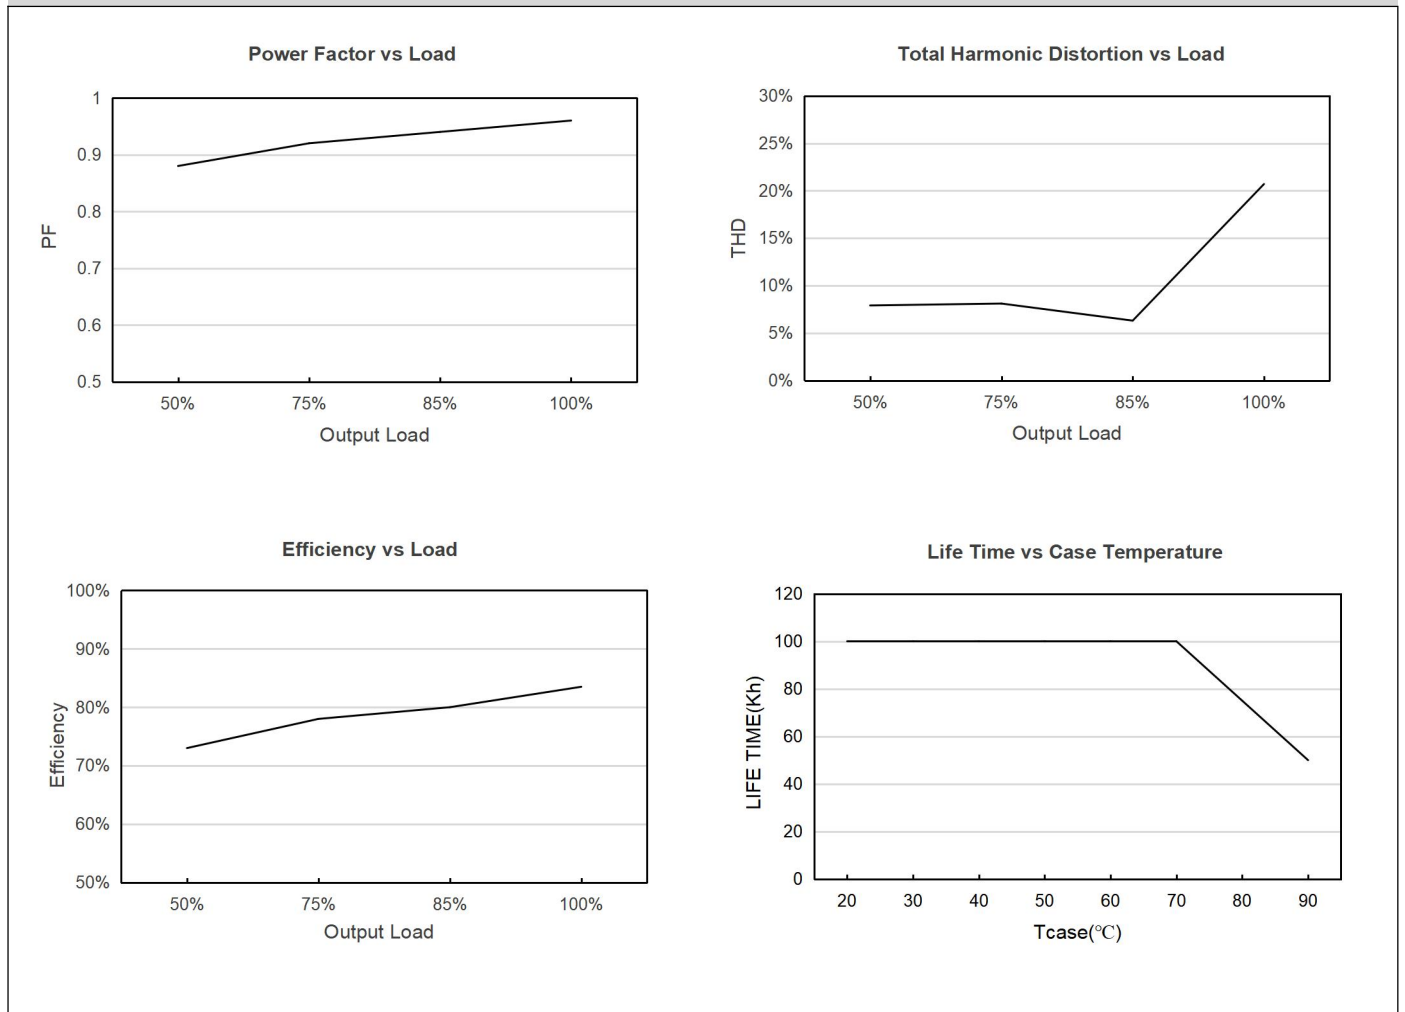 Power Factor vs Load
1
0.9
0.8
0.7
0.6
0.5
PF
50% 75% 85% 100%
Output Load
Total Harmonic Distortion vs Load
30%
25%
20%
15%
10%
5%
0%
THD
50% 75% 85% 100%
Output Load
Efficiency vs Load
100%
90%
80%
70%
60%
50%
Efficiency
50% 75% 85% 100%
Output Load
Life Time vs Case Temperature
120
100
80
60
40
20
0
LIFE TIME(Kh)
20 30 40 50 60 70 80 90
Tcase(℃)